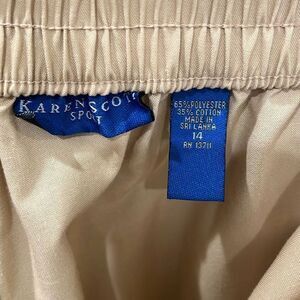 KAREN SCOTT
SPORT
65% POLYESTER
35% COTTON
MADE IN
SRI LANKA
14
RN 13711